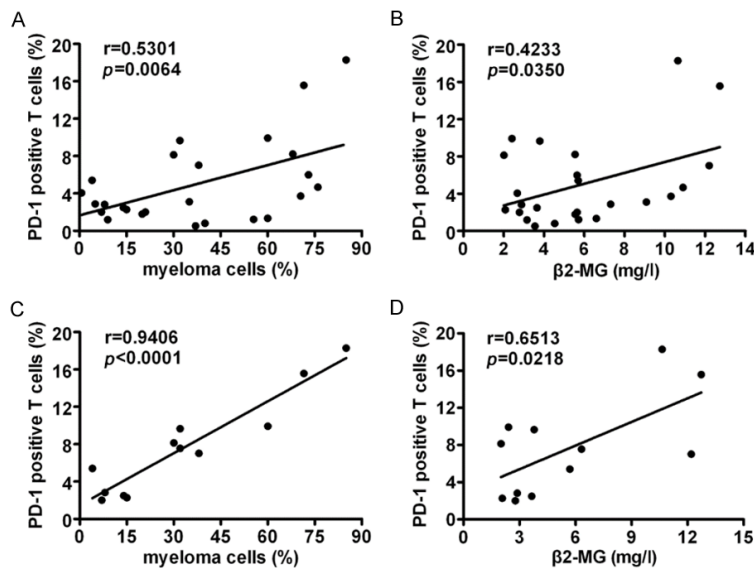 A
PD-1 positive T cells (%)
20
16
12
8
4
0
r=0.5301
p=0.0064
0 15 30 45 60 75 90
myeloma cells (%)
B
PD-1 positive T cells (%)
20
16
12
8
4
0
r=0.4233
p=0.0350
0 2 4 6 8 10 12 14
β2-MG (mg/l)
C
PD-1 positive T cells (%)
20
16
12
8
4
0
r=0.9406
p<0.0001
0 15 30 45 60 75 90
myeloma cells (%)
D
PD-1 positive T cells (%)
20
16
12
8
4
0
r=0.6513
p=0.0218
0 3 6 9 12 15
β2-MG (mg/l)